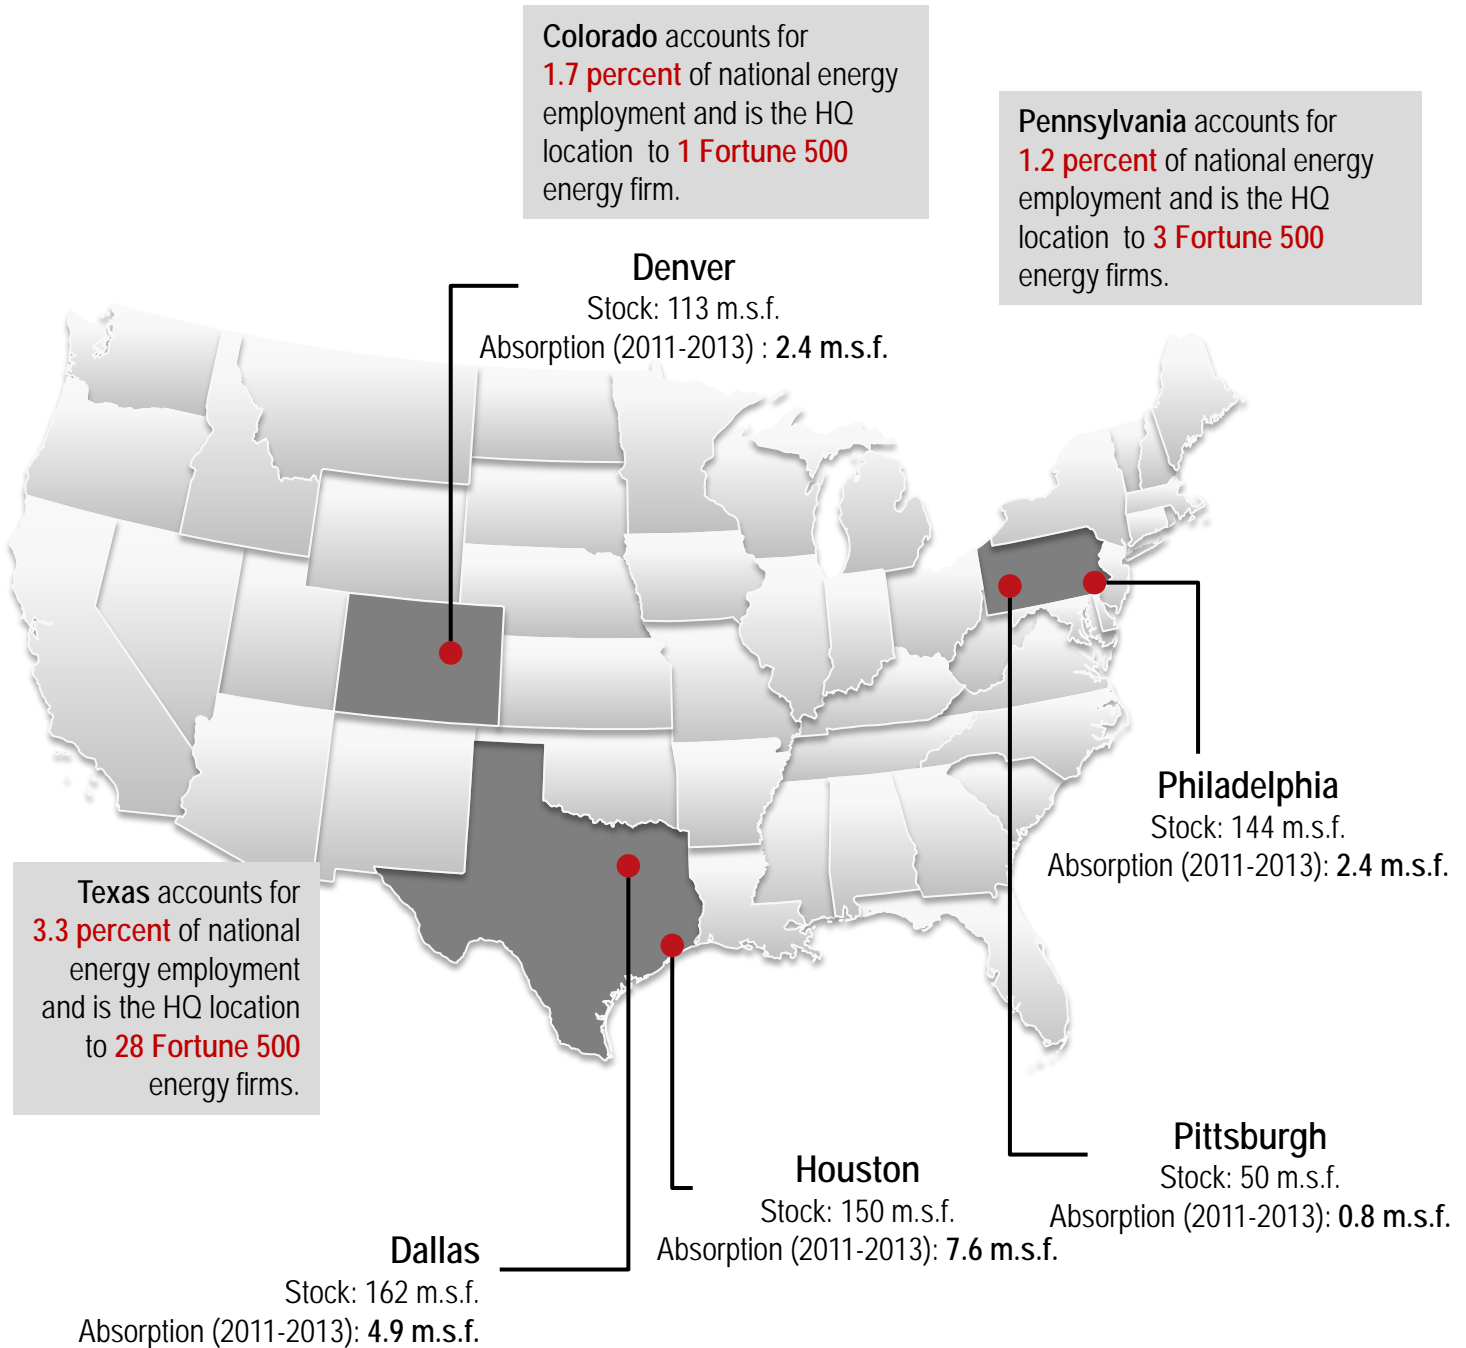 Colorado accounts for
1.7 percent of national energy
employment and is the HQ
location to 1 Fortune 500
energy firm.
Pennsylvania accounts for
1.2 percent of national energy
employment and is the HQ
location to 3 Fortune 500
energy firms.
Denver
Stock: 113 m.s.f.
Absorption (2011-2013) : 2.4 m.s.f.
Philadelphia
Stock: 144 m.s.f.
Absorption (2011-2013): 2.4 m.s.f.
Texas accounts for
3.3 percent of national
energy employment
and is the HQ location
to 28 Fortune 500
energy firms.
Pittsburgh
Stock: 50 m.s.f.
Absorption (2011-2013): 0.8 m.s.f.
Houston
Stock: 150 m.s.f.
Absorption (2011-2013): 7.6 m.s.f.
Dallas
Stock: 162 m.s.f.
Absorption (2011-2013): 4.9 m.s.f.